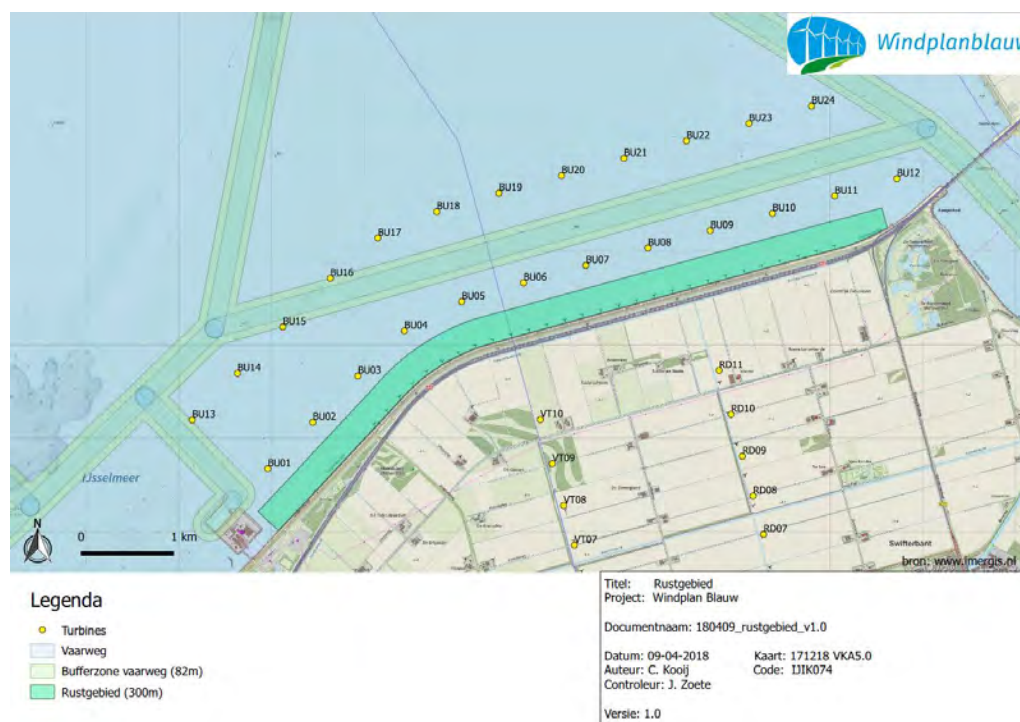 Windplanblauw
BU24
BU23
BU22
BU21
BU20
BU19
BU18
BU17
BU16
BU15
BU14
BU13
BU12
BU11
BU10
BU09
BU08
BU07
BU06
BU05
BU04
BU03
BU02
BU01
RD11
RD10
RD09
RD08
RD07
VT10
VT09
VT08
VT07
IJsselmeer
Swifterbant
N
0 1 km
bron: www.imergis.nl
Legenda
Turbines
Vaarweg
Bufferzone vaarweg (82m)
Rustgebied (300m)
Titel: Rustgebied
Project: Windplan Blauw
Documentnaam: 180409_rustgebied_v1.0
Datum: 09-04-2018 Kaart: 171218 VKA5.0
Auteur: C. Kooij Code: IJIK074
Controleur: J. Zoete
Versie: 1.0